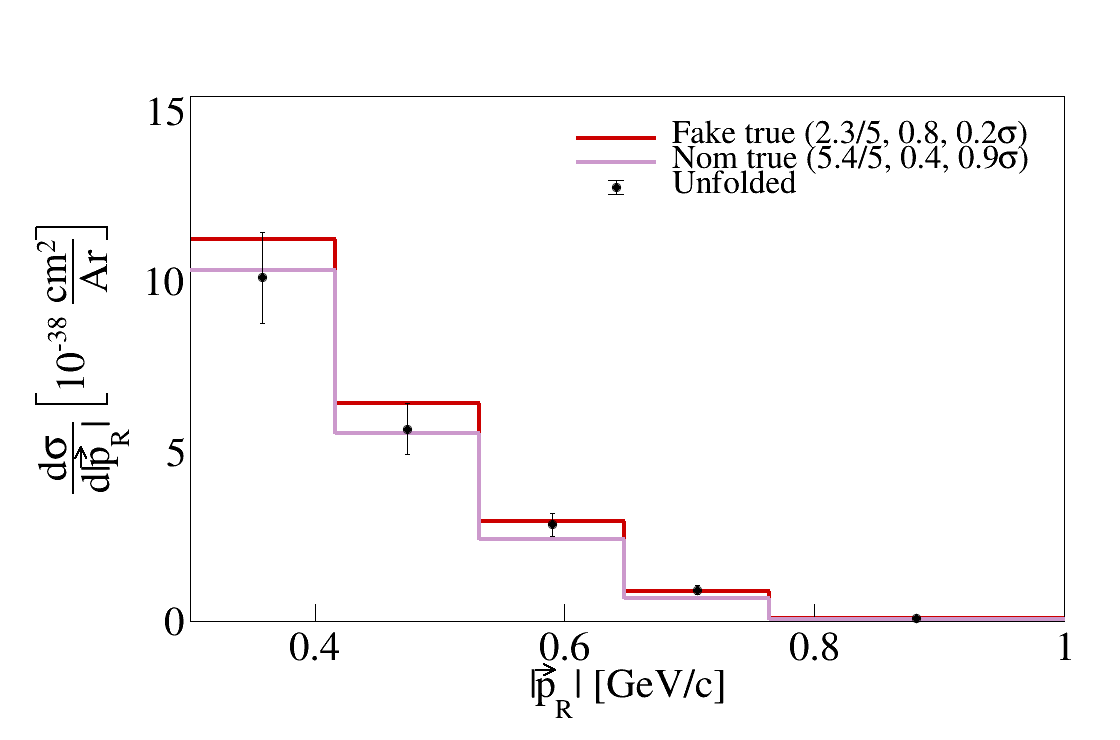 15
10
5
0
Fake true (2.3/5, 0.8, 0.2σ)
Nom true (5.4/5, 0.4, 0.9σ)
Unfolded
dσ/d|p⃗_R| [10^-38 cm²/Ar]
0.4 0.6 0.8 1
|p⃗_R| [GeV/c]